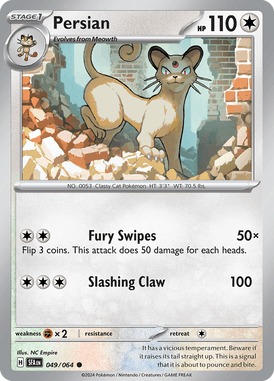 STAGE 1 Persian HP 110
Evolves from Meowth
NO. 0053 Classy Cat Pokémon HT: 3'3" WT: 70.5 lbs.
Fury Swipes 50×
Flip 3 coins. This attack does 50 damage for each heads.
Slashing Claw 100
weakness ×2 resistance retreat
Illus. NC Empire
H SFA EN 049/064 ●
©2024 Pokémon / Nintendo / Creatures / GAME FREAK
It has a vicious temperament. Beware if
it raises its tail straight up. This is a signal
that it is about to pounce and bite.